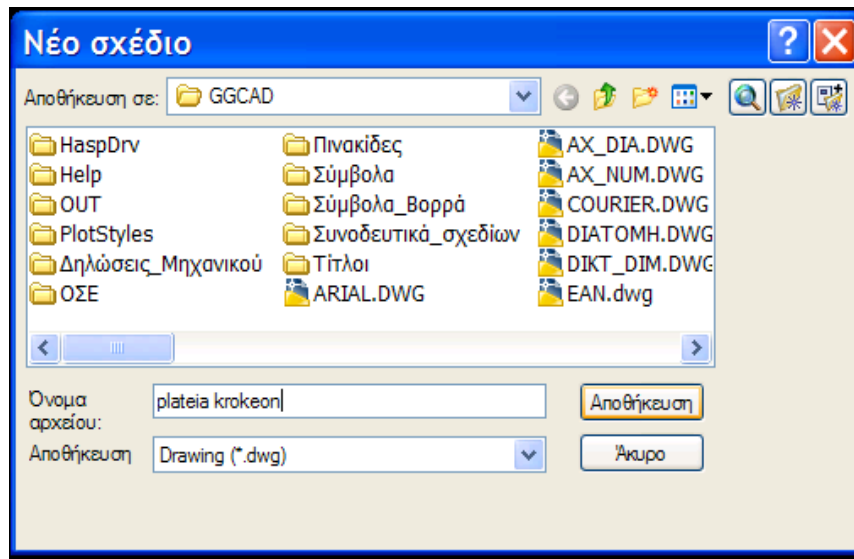 Νέο σχέδιο
Αποθήκευση σε: GGCAD
HaspDrv Πινακίδες AX_DIA.DWG
Help Σύμβολα AX_NUM.DWG
OUT Σύμβολα_Βορρά COURIER.DWG
PlotStyles Συνοδευτικά_σχεδίων DIATOMH.DWG
Δηλώσεις_Μηχανικού Τίτλοι DIKT_DIM.DWG
ΟΣΕ ARIAL.DWG EAN.dwg
Όνομα αρχείου: plateia krokeon Αποθήκευση
Αποθήκευση Drawing (*.dwg) Άκυρο